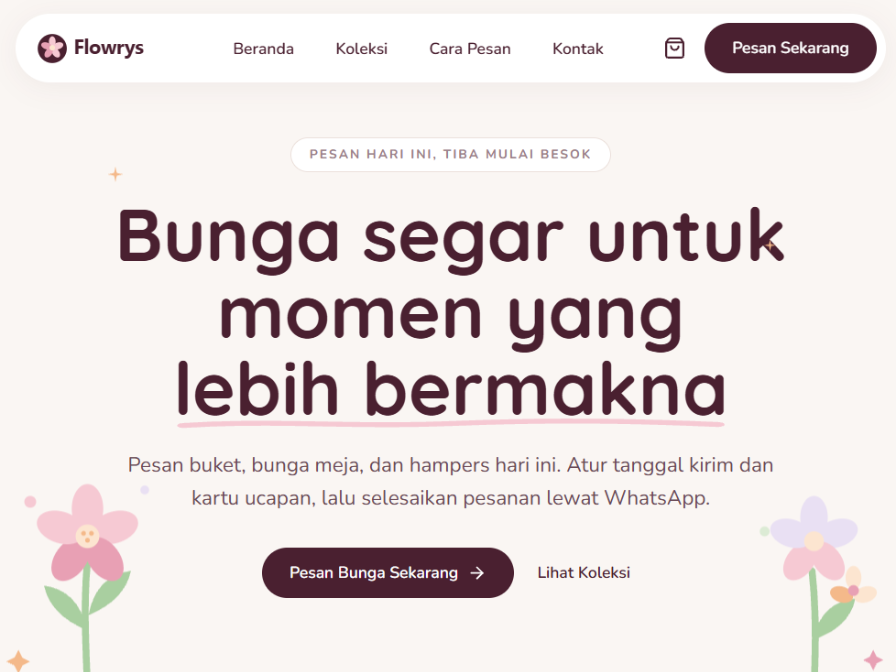 Flowrys
Beranda
Koleksi
Cara Pesan
Kontak
Pesan Sekarang
PESAN HARI INI, TIBA MULAI BESOK
Bunga segar untuk
momen yang
lebih bermakna
Pesan buket, bunga meja, dan hampers hari ini. Atur tanggal kirim dan
kartu ucapan, lalu selesaikan pesanan lewat WhatsApp.
Pesan Bunga Sekarang
Lihat Koleksi